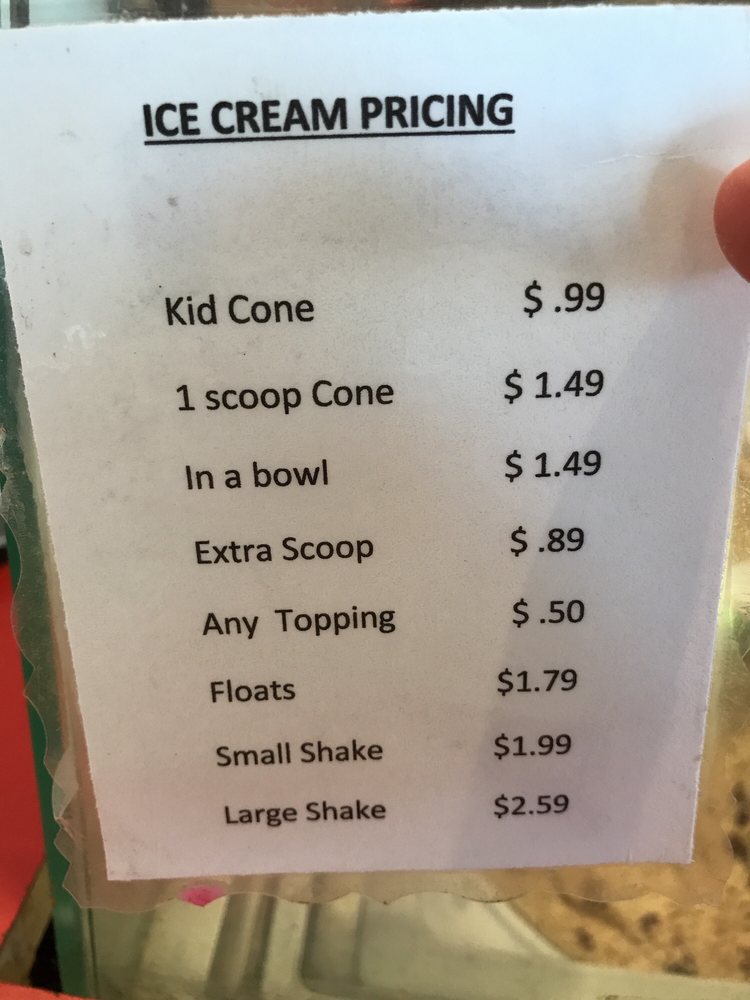 ICE CREAM PRICING
Kid Cone $ .99
1 scoop Cone $ 1.49
In a bowl $ 1.49
Extra Scoop $ .89
Any Topping $ .50
Floats $1.79
Small Shake $1.99
Large Shake $2.59